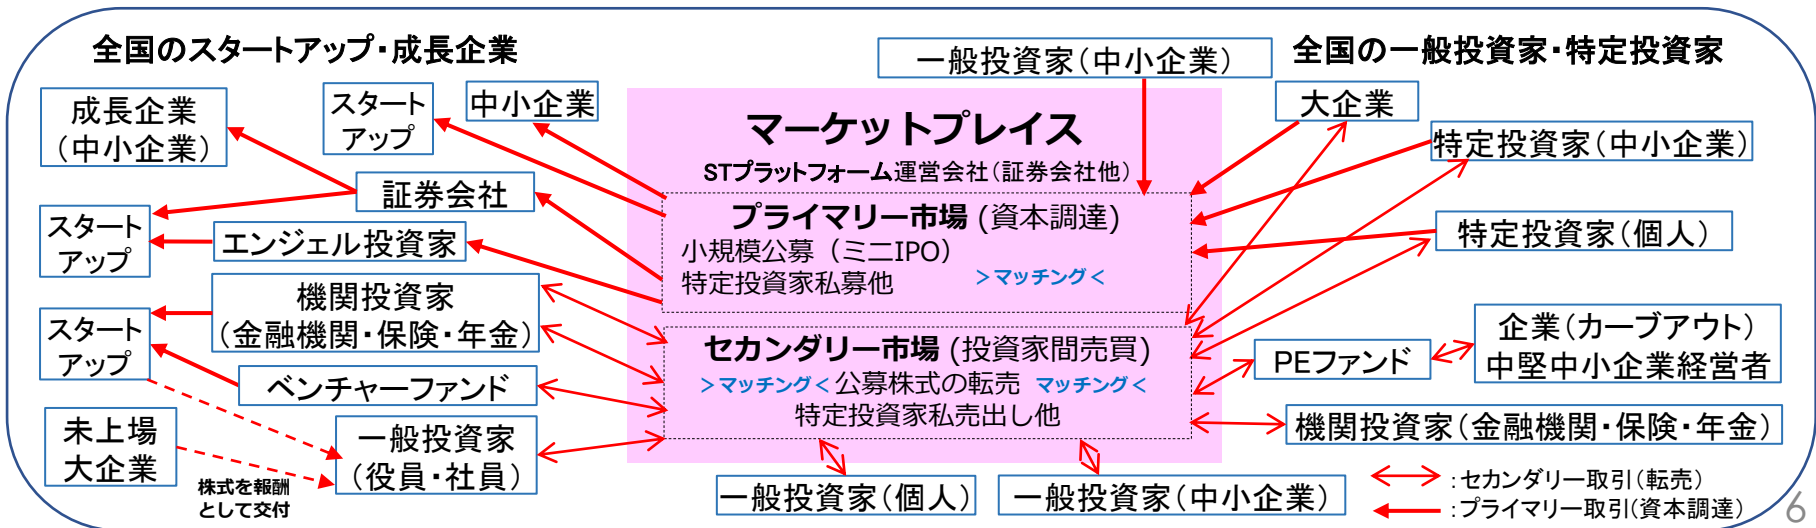 全国のスタートアップ・成長企業
全国の一般投資家・特定投資家
一般投資家(中小企業)
成長企業
(中小企業)
スタート
アップ
中小企業
証券会社
スタート
アップ
エンジェル投資家
機関投資家
(金融機関・保険・年金)
スタート
アップ
ベンチャーファンド
未上場
大企業
一般投資家
(役員・社員)
株式を報酬
として交付
マーケットプレイス
STプラットフォーム運営会社(証券会社他)
プライマリー市場 (資本調達)
小規模公募(ミニIPO)
特定投資家私募他
>マッチング<
セカンダリー市場 (投資家間売買)
>マッチング< 公募株式の転売 マッチング<
特定投資家私売出し他
大企業
特定投資家(中小企業)
特定投資家(個人)
PEファンド
企業(カーブアウト)
中堅中小企業経営者
機関投資家(金融機関・保険・年金)
一般投資家(個人)
一般投資家(中小企業)
:セカンダリー取引(転売)
:プライマリー取引(資本調達)
6